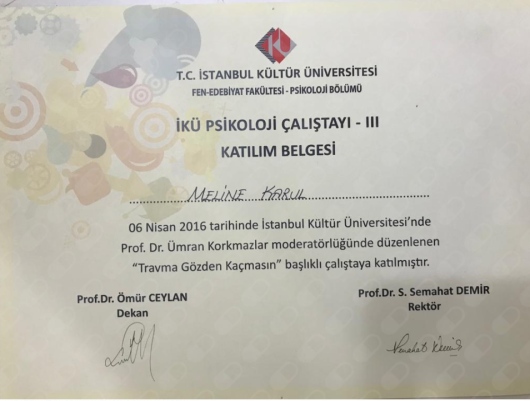 T.C. İSTANBUL KÜLTÜR ÜNİVERSİTESİ
FEN-EDEBİYAT FAKÜLTESİ - PSİKOLOJİ BÖLÜMÜ
İKÜ PSİKOLOJİ ÇALIŞTAYI - III
KATILIM BELGESİ
MELINE KARUL
06 Nisan 2016 tarihinde İstanbul Kültür Üniversitesi'nde
Prof. Dr. Ümran Korkmazlar moderatörlüğünde düzenlenen
"Travma Gözden Kaçmasın" başlıklı çalıştaya katılmıştır.
Prof.Dr. Ömür CEYLAN
Dekan
Prof.Dr. S. Semahat DEMİR
Rektör